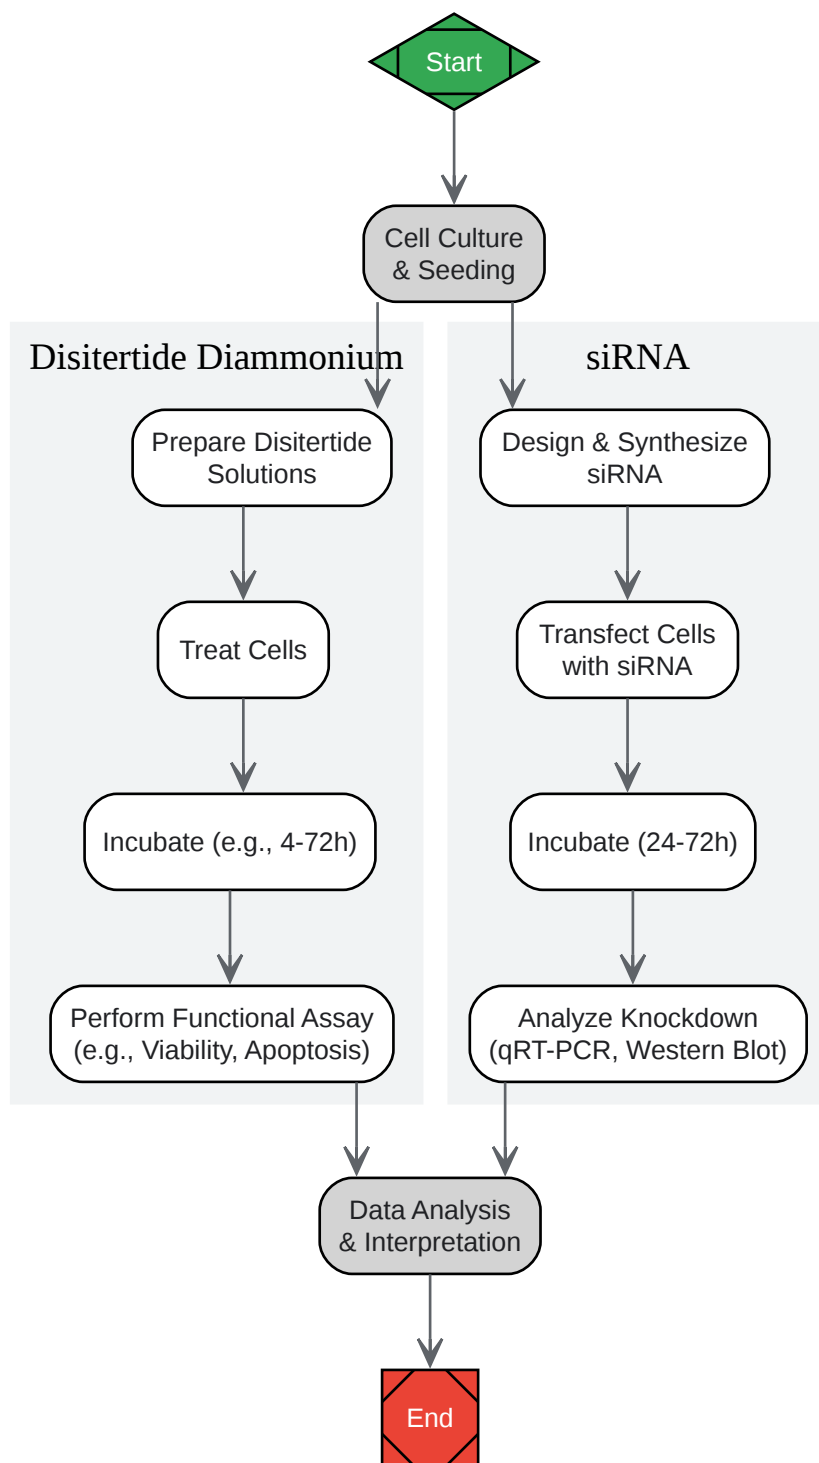 Start
Cell Culture
& Seeding
Disitertide Diammonium
Prepare Disitertide
Solutions
Treat Cells
Incubate (e.g., 4-72h)
Perform Functional Assay
(e.g., Viability, Apoptosis)
siRNA
Design & Synthesize
siRNA
Transfect Cells
with siRNA
Incubate (24-72h)
Analyze Knockdown
(qRT-PCR, Western Blot)
Data Analysis
& Interpretation
End